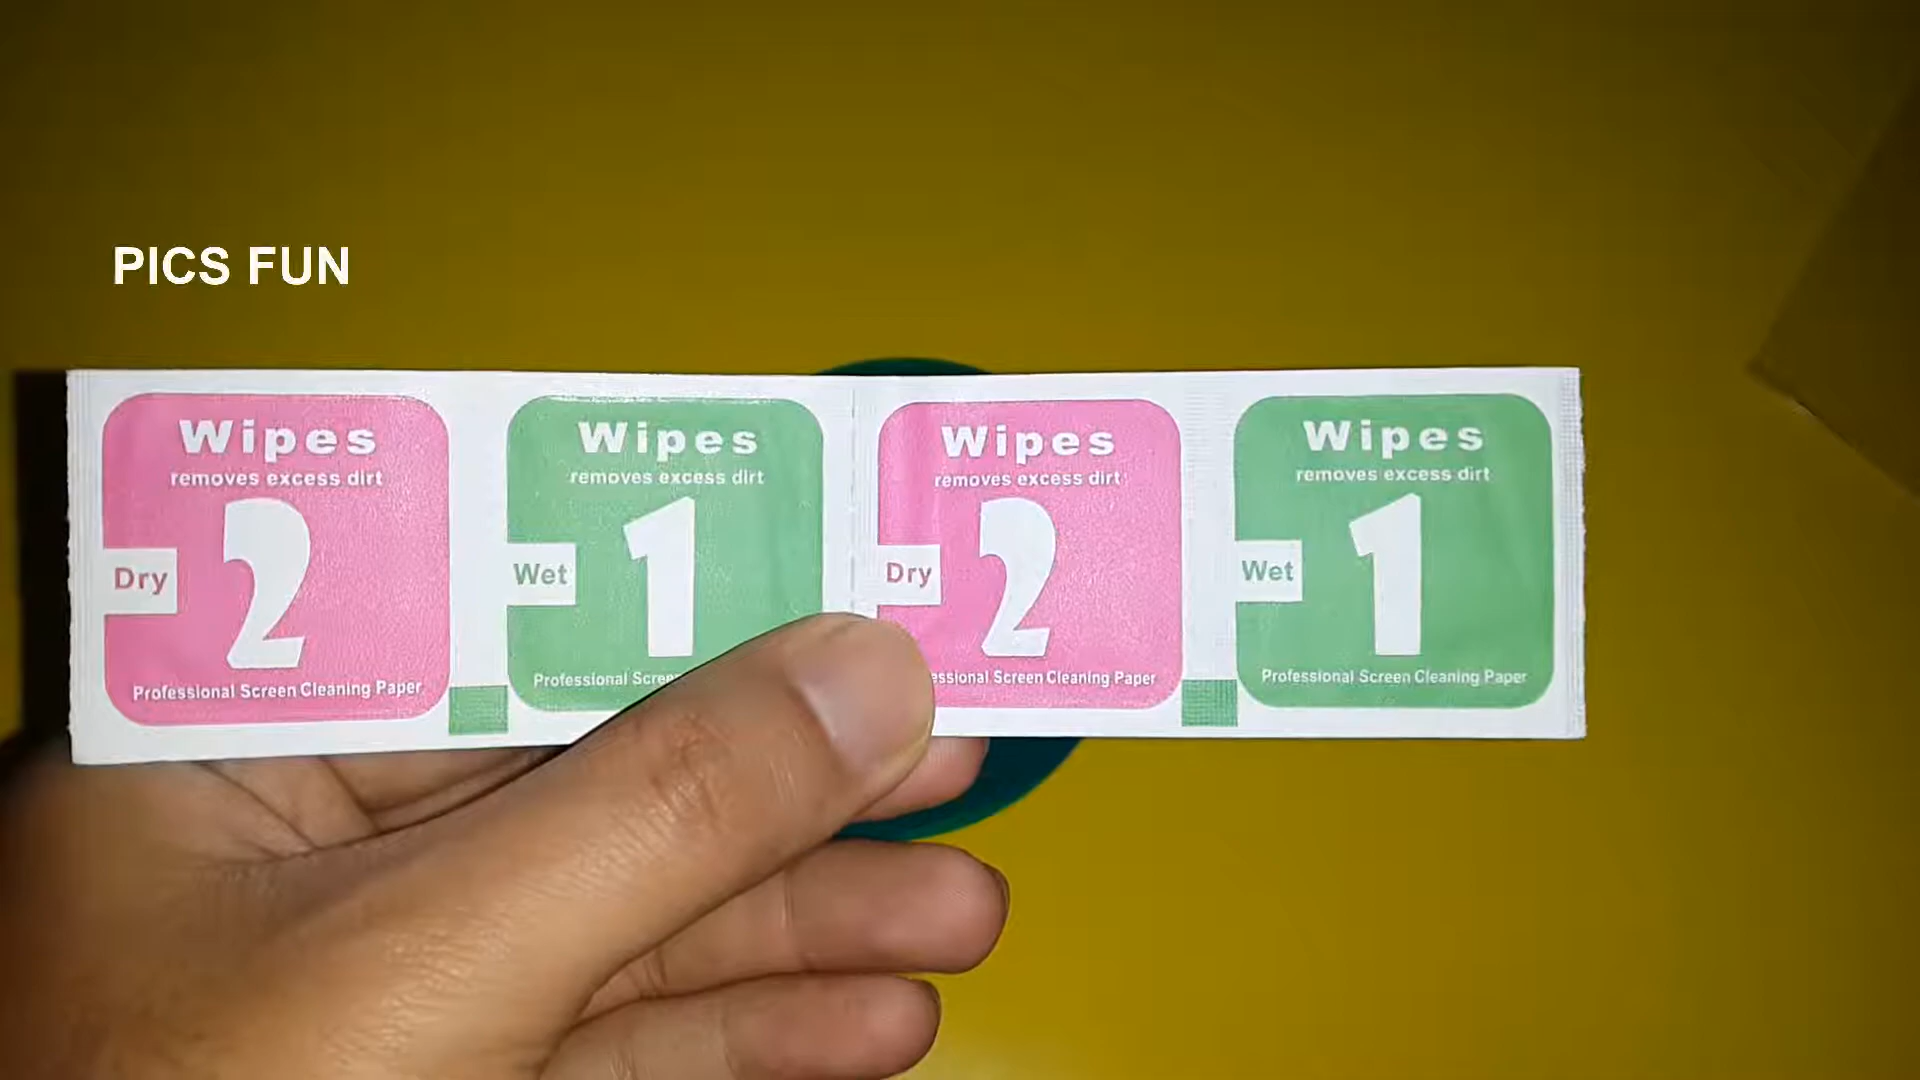 PICS FUN
Wipes
removes excess dirt
2
Dry
Professional Screen Cleaning Paper
Wipes
removes excess dirt
1
Wet
Professional
Wipes
removes excess dirt
2
Dry
Screen Cleaning Paper
Wipes
removes excess dirt
1
Wet
Professional Screen Cleaning Paper